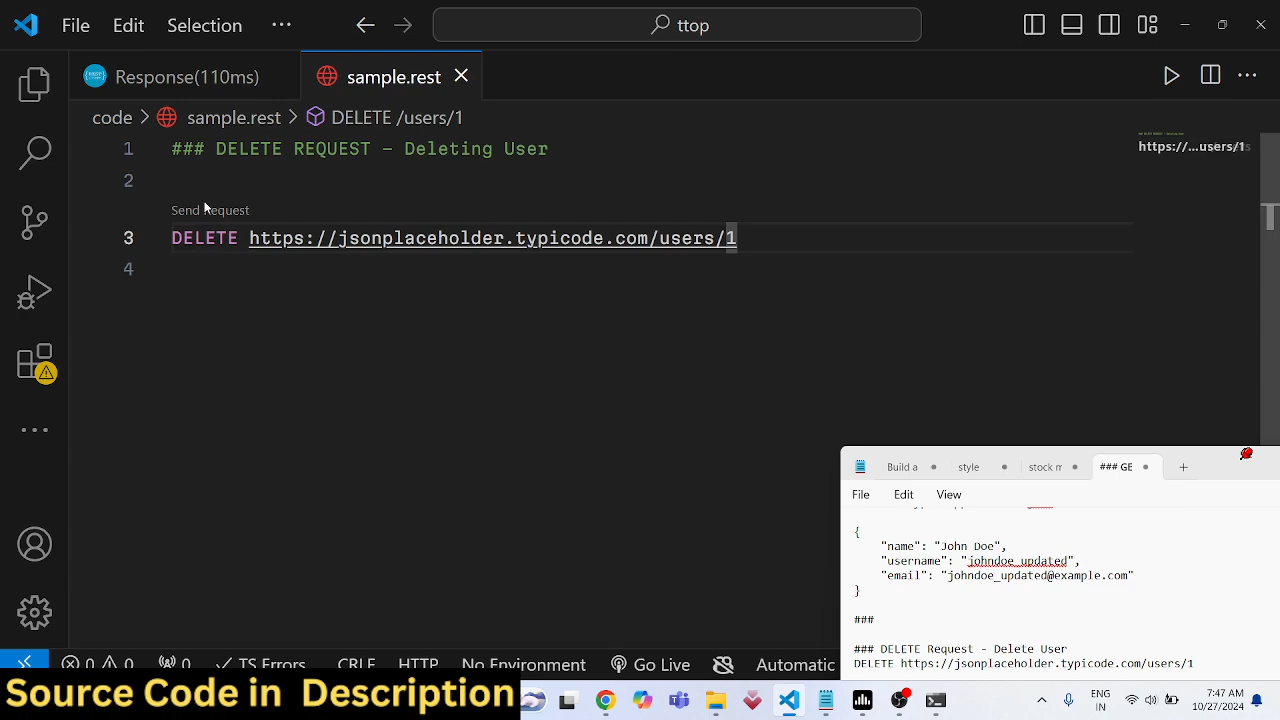 File Edit Selection ··· ttop
Response(110ms) sample.rest
code > sample.rest > DELETE /users/1
1 ### DELETE REQUEST - Deleting User
2
Send Request
3 DELETE https://jsonplaceholder.typicode.com/users/1
4
https://...users/1
Build a style stock m ### GE
File Edit View
{
"name": "John Doe",
"username": "johndoe_updated",
"email": "johndoe_updated@example.com"
}
###
### DELETE Request - Delete User
DELETE https://jsonplaceholder.typicode.com/users/1
0 0 0 TS Errors CRLF HTTP No Environment Go Live Automatic
Source Code in Description
ENG
IN
7:47 AM
10/27/2024